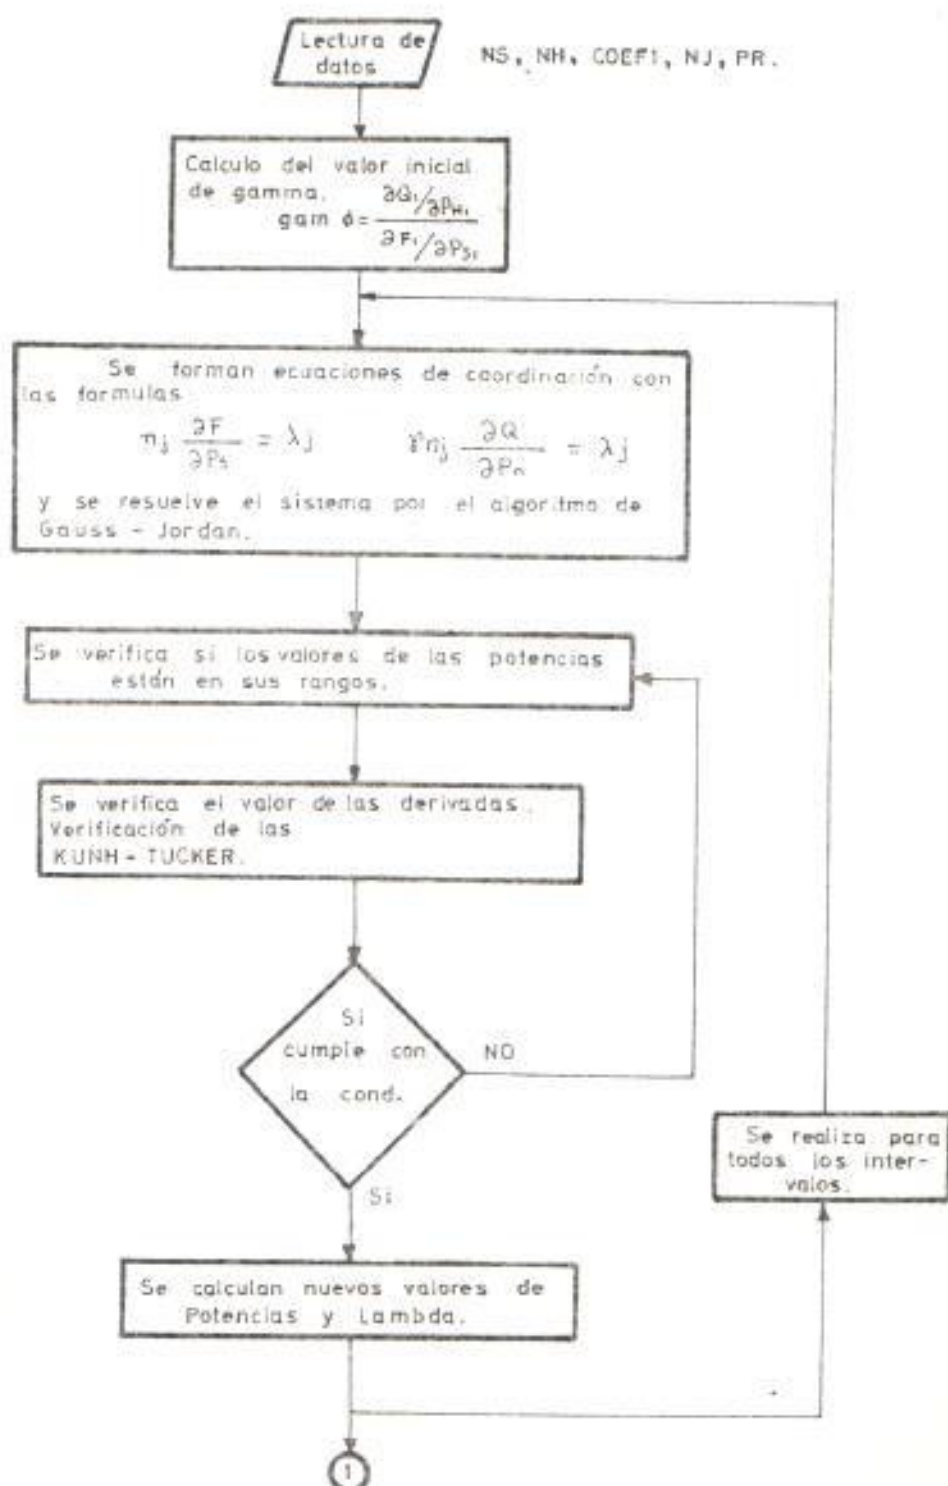 Lectura de
datos
NS, NH, COEF1, NJ, PR.
Calculo del valor inicial
de gamma.
gam ϕ = ∂Q₁/∂PH₁ / ∂F₁/∂PS₁
Se forman ecuaciones de coordinación con
las formulas
nj ∂F/∂Ps = λj γnj ∂Q/∂Pn = λj
y se resuelve el sistema por el algoritmo de
Gauss - Jordan.
Se verifica si los valores de las potencias
están en sus rangos.
Se verifica el valor de las derivadas.
Verificación de las
KUNH - TUCKER.
Si
cumple con
la cond.
NO
Si
Se realiza para
todos los inter-
valos.
Se calculan nuevos valores de
Potencias y Lambda.
1